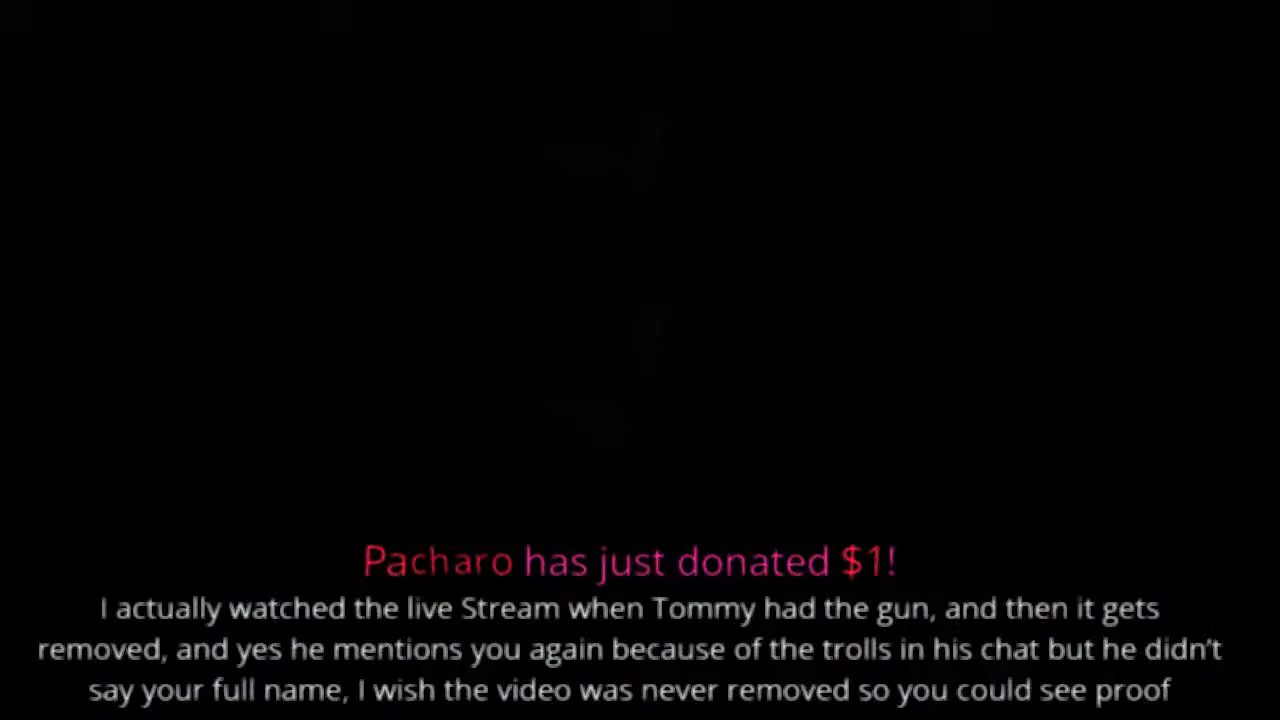 Pacharo has just donated $1!
I actually watched the live Stream when Tommy had the gun, and then it gets
removed, and yes he mentions you again because of the trolls in his chat but he didn’t
say your full name, I wish the video was never removed so you could see proof